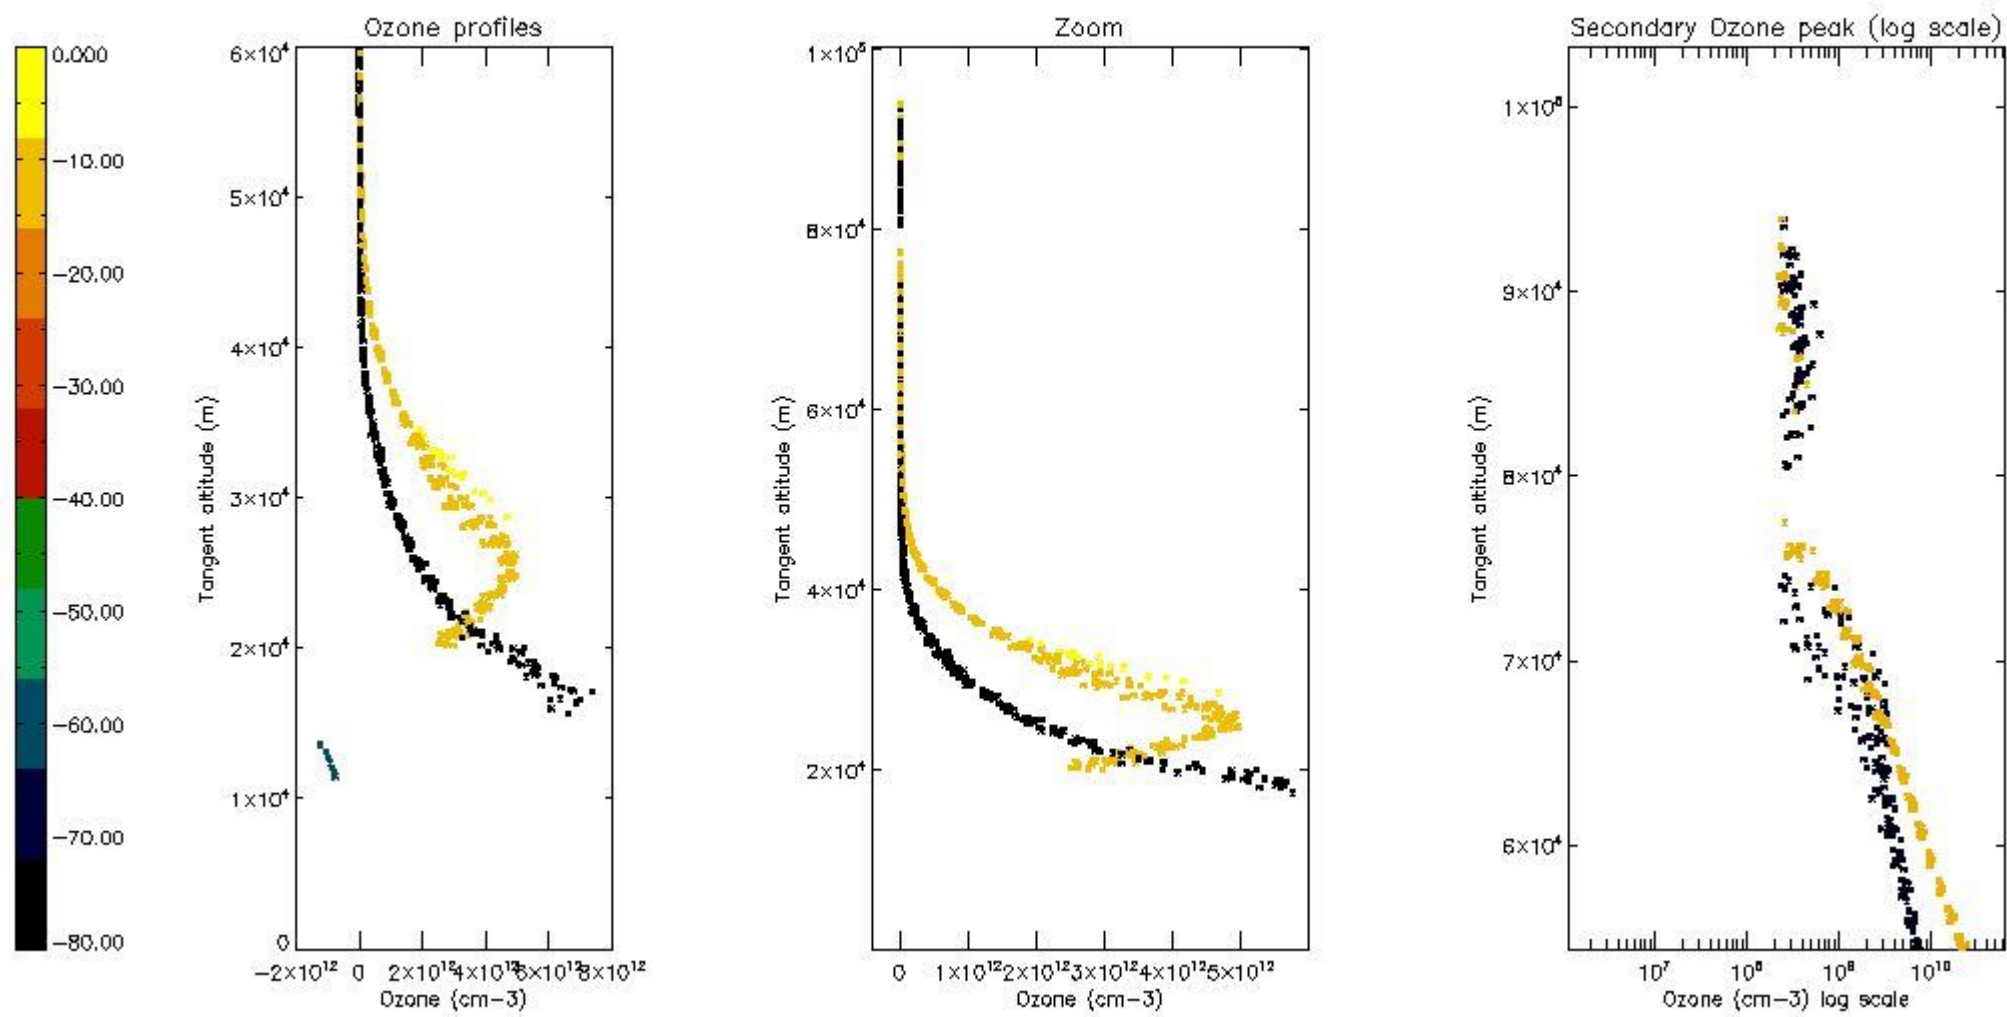 Ozone profiles
Zoom
Secondary Ozone peak (log scale)
0.000
−10.00
−20.00
−30.00
−40.00
−50.00
−60.00
−70.00
−80.00
6×10⁴
5×10⁴
4×10⁴
3×10⁴
2×10⁴
1×10⁴
0
Tangent altitude (m)
−2×10¹² 0 2×10¹² 4×10¹² 6×10¹² 8×10¹²
Ozone (cm−3)
1×10⁵
8×10⁴
6×10⁴
4×10⁴
2×10⁴
Tangent altitude (m)
0 1×10¹² 2×10¹² 3×10¹² 4×10¹² 5×10¹²
Ozone (cm−3)
1×10⁵
9×10⁴
8×10⁴
7×10⁴
6×10⁴
Tangent altitude (m)
10⁷ 10⁸ 10⁹ 10¹⁰
Ozone (cm−3) log scale